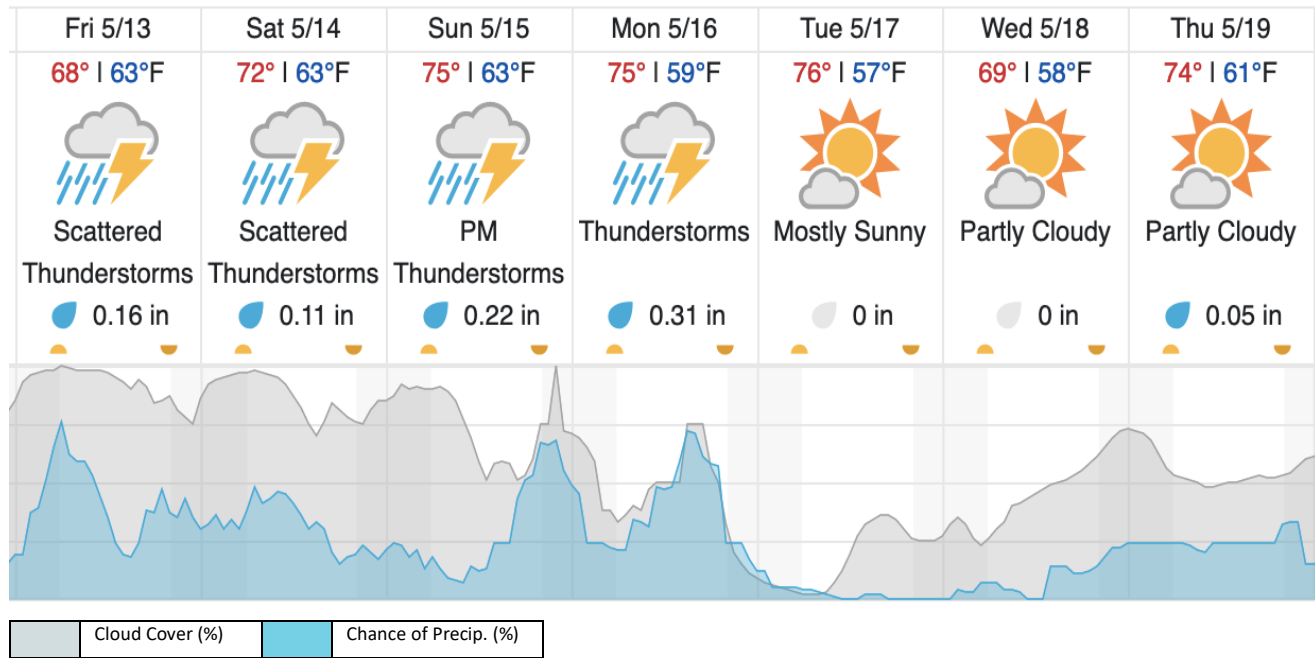 Fri 5/13 Sat 5/14 Sun 5/15 Mon 5/16 Tue 5/17 Wed 5/18 Thu 5/19
68° | 63°F 72° | 63°F 75° | 63°F 75° | 59°F 76° | 57°F 69° | 58°F 74° | 61°F
Scattered Scattered PM Thunderstorms Mostly Sunny Partly Cloudy Partly Cloudy
Thunderstorms Thunderstorms Thunderstorms
0.16 in 0.11 in 0.22 in 0.31 in 0 in 0 in 0.05 in
Cloud Cover (%) Chance of Precip. (%)